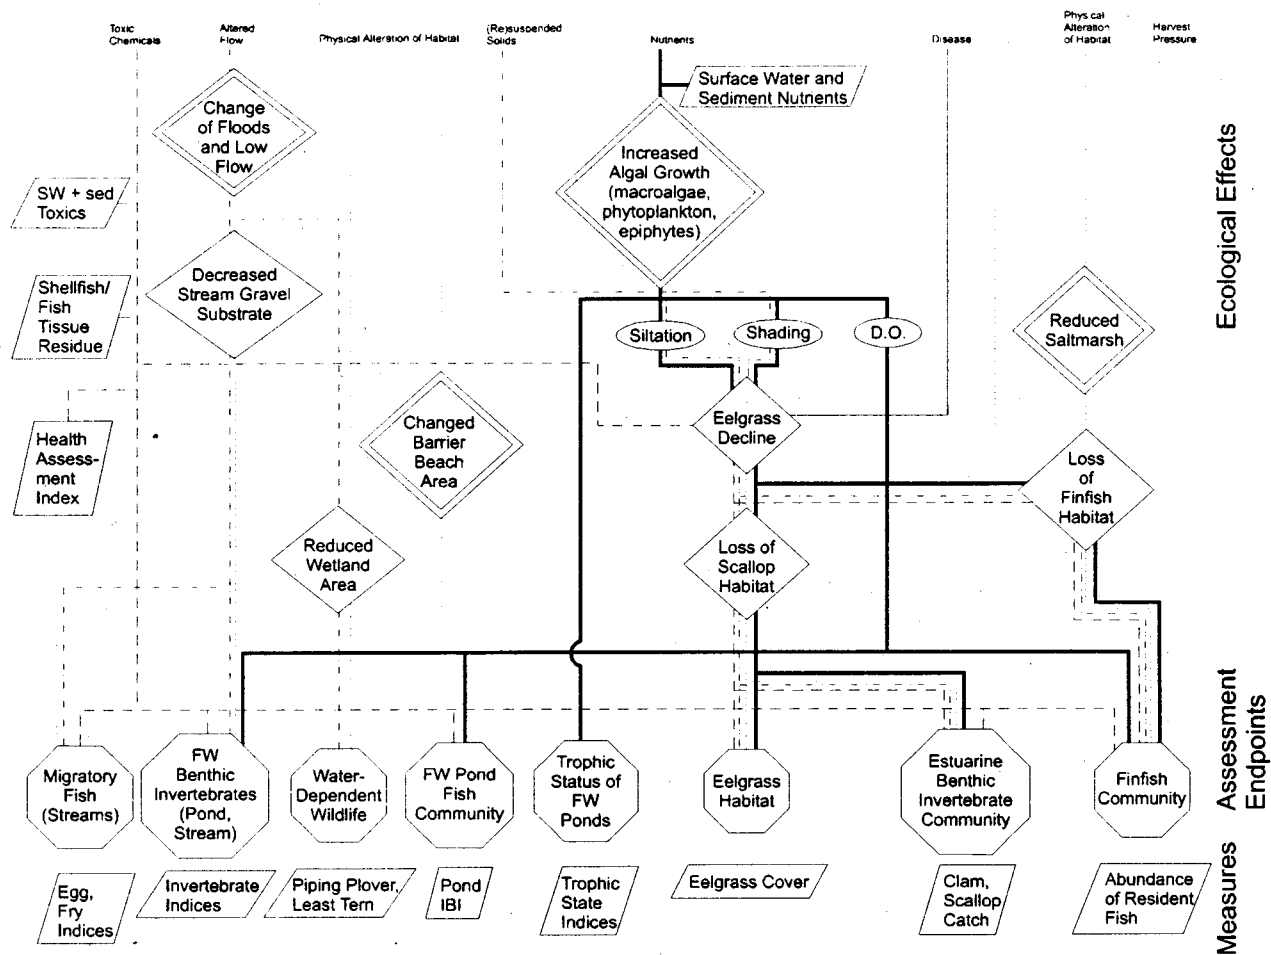 Toxic
Chemicals
Altered
Flow
Physical Alteration of Habitat
(Re)suspended
Solids
Nutrients
Disease
Physical
Alteration
of Habitat
Harvest
Pressure
Surface Water and
Sediment Nutrients
Change
of Floods
and Low
Flow
Increased
Algal Growth
(macroalgae,
phytoplankton,
epiphytes)
SW + sed
Toxics
Decreased
Stream Gravel
Substrate
Shellfish/
Fish
Tissue
Residue
Siltation
Shading
D.O.
Reduced
Saltmarsh
Ecological Effects
Health
Assess-
ment
Index
Changed
Barrier
Beach
Area
Eelgrass
Decline
Loss
of
Finfish
Habitat
Reduced
Wetland
Area
Loss of
Scallop
Habitat
Migratory
Fish
(Streams)
FW
Benthic
Invertebrates
(Pond,
Stream)
Water-
Dependent
Wildlife
FW Pond
Fish
Community
Trophic
Status of
FW
Ponds
Eelgrass
Habitat
Estuarine
Benthic
Invertebrate
Community
Finfish
Community
Assessment
Endpoints
Egg,
Fry
Indices
Invertebrate
Indices
Piping Plover,
Least Tern
Pond
IBI
Trophic
State
Indices
Eelgrass Cover
Clam,
Scallop
Catch
Abundance
of Resident
Fish
Measures